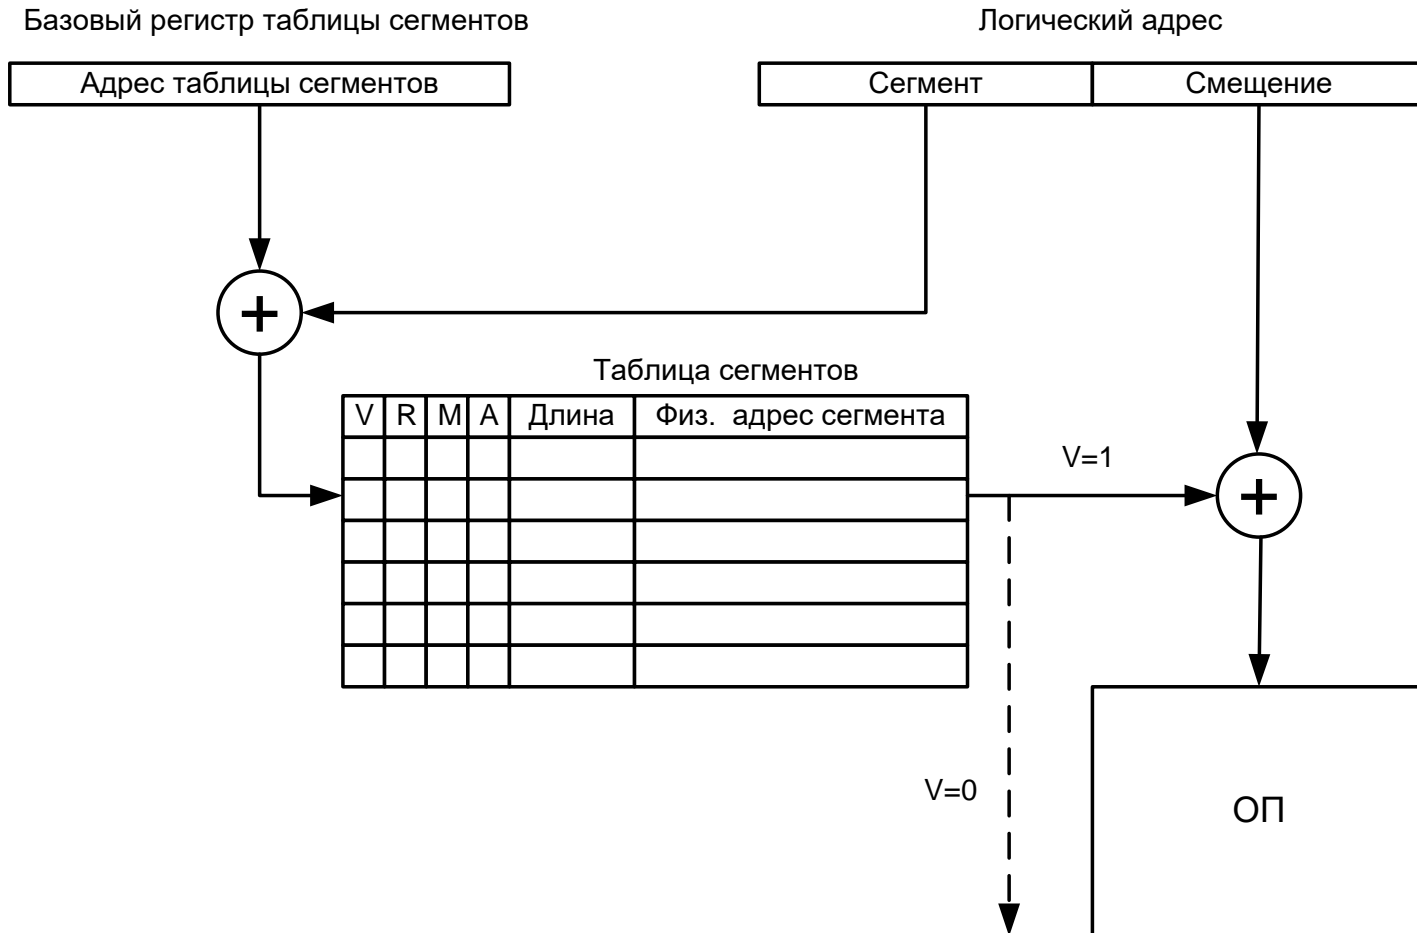 Базовый регистр таблицы сегментов
Логический адрес
Адрес таблицы сегментов
Сегмент
Смещение
+
Таблица сегментов
V R M A Длина Физ. адрес сегмента
V=1
+
V=0
ОП